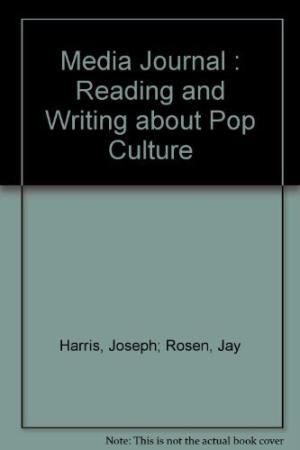 Media Journal :
Reading and
Writing about Pop
Culture
Harris, Joseph; Rosen, Jay
Note: This is not the actual book cover